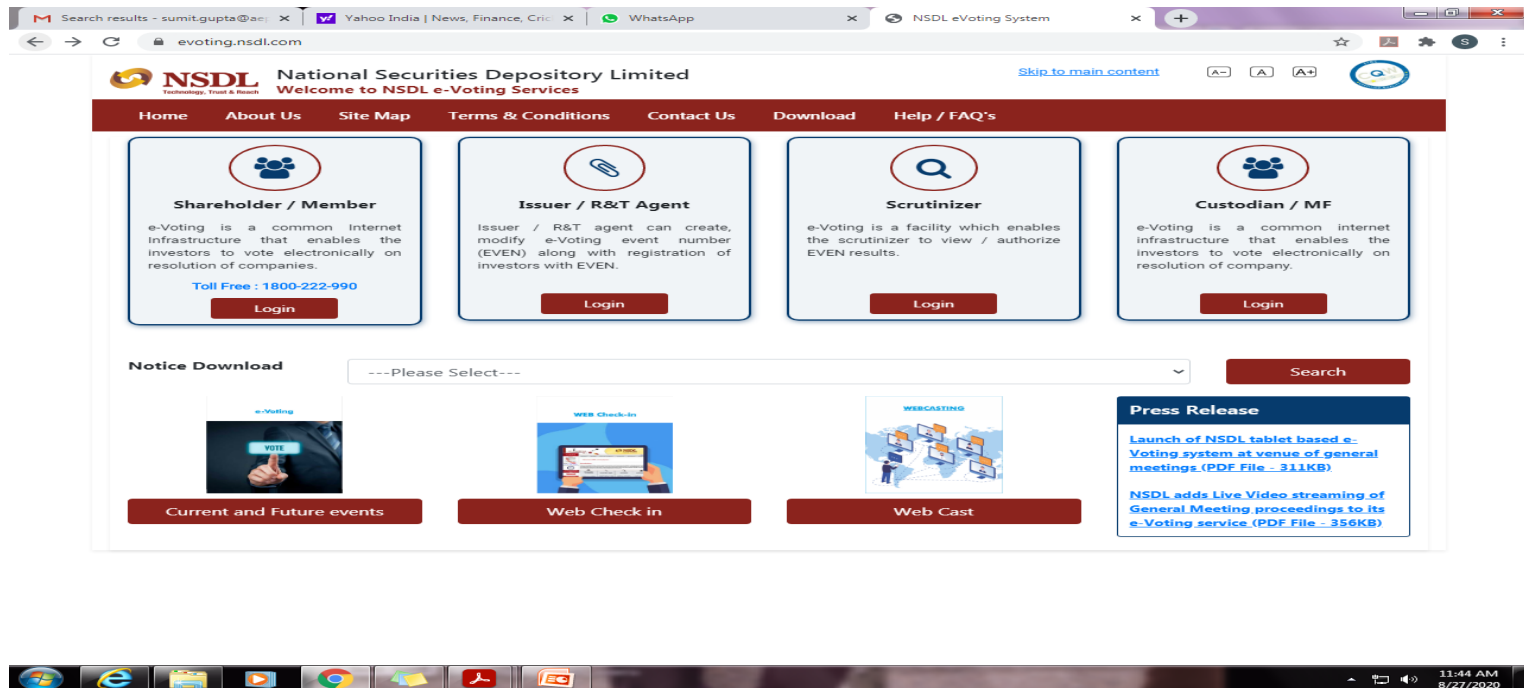 Search results - sumit.gupta@ae
Yahoo India | News, Finance, Cric
WhatsApp
NSDL eVoting System
evoting.nsdl.com
S
NSDL
Technology, Trust & Reach
National Securities Depository Limited
Welcome to NSDL e-Voting Services
Skip to main content
A- A A+
Home About Us Site Map Terms & Conditions Contact Us Download Help / FAQ's
Shareholder / Member
e-Voting is a common Internet
Infrastructure that enables the
investors to vote electronically on
resolution of companies.
Toll Free : 1800-222-990
Login
Issuer / R&T Agent
Issuer / R&T agent can create,
modify e-Voting event number
(EVEN) along with registration of
investors with EVEN.
Login
Scrutinizer
e-Voting is a facility which enables
the scrutinizer to view / authorize
EVEN results.
Login
Custodian / MF
e-Voting is a common internet
infrastructure that enables the
investors to vote electronically on
resolution of company.
Login
Notice Download
---Please Select---
Search
e-Voting
VOTE
Current and Future events
WEB Check-in
Web Check in
WEBCASTING
Web Cast
Press Release
Launch of NSDL tablet based e-
Voting system at venue of general
meetings (PDF File - 311KB)
NSDL adds Live Video streaming of
General Meeting proceedings to its
e-Voting service (PDF File - 356KB)
11:44 AM
8/27/2020